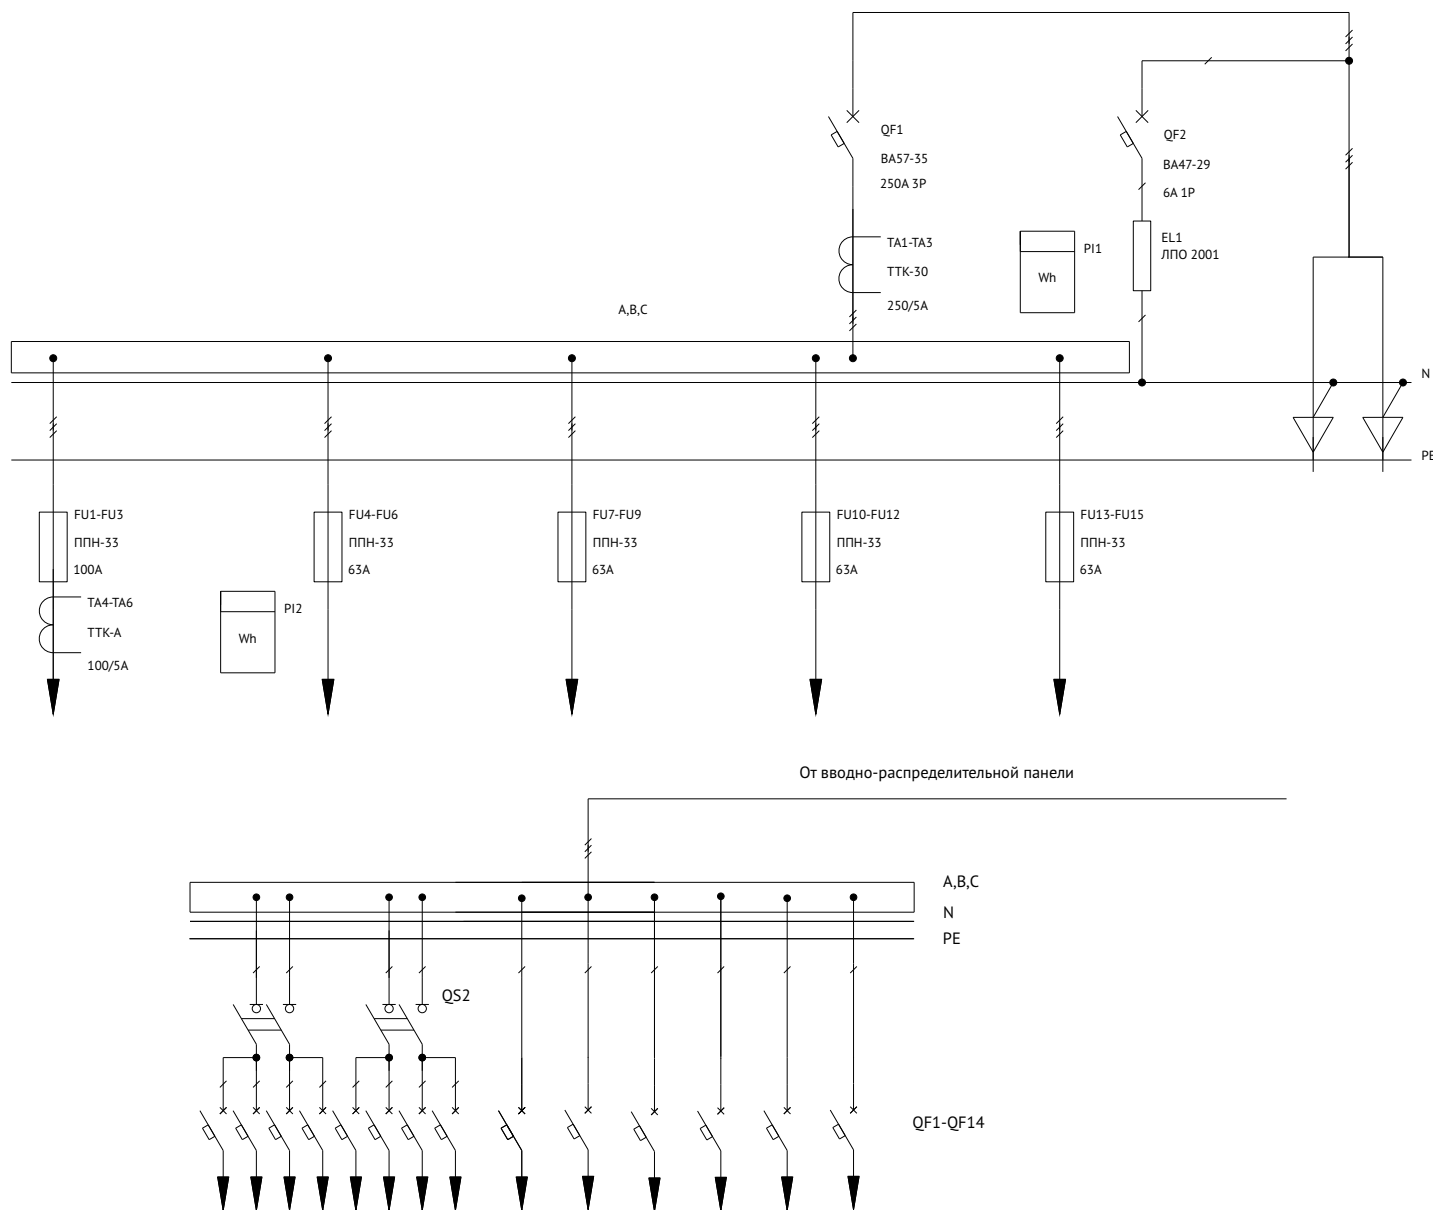 QF1
ВА57-35
250А 3Р
QF2
ВА47-29
6А 1Р
ТА1-ТА3
ТТК-30
250/5А
Wh
PI1
EL1
ЛПО 2001
А,В,С
N
PE
FU1-FU3
ППН-33
100А
FU4-FU6
ППН-33
63А
FU7-FU9
ППН-33
63А
FU10-FU12
ППН-33
63А
FU13-FU15
ППН-33
63А
ТА4-ТА6
ТТК-А
100/5А
Wh
PI2
От вводно-распределительной панели
А,В,С
N
PE
QS2
QF1-QF14